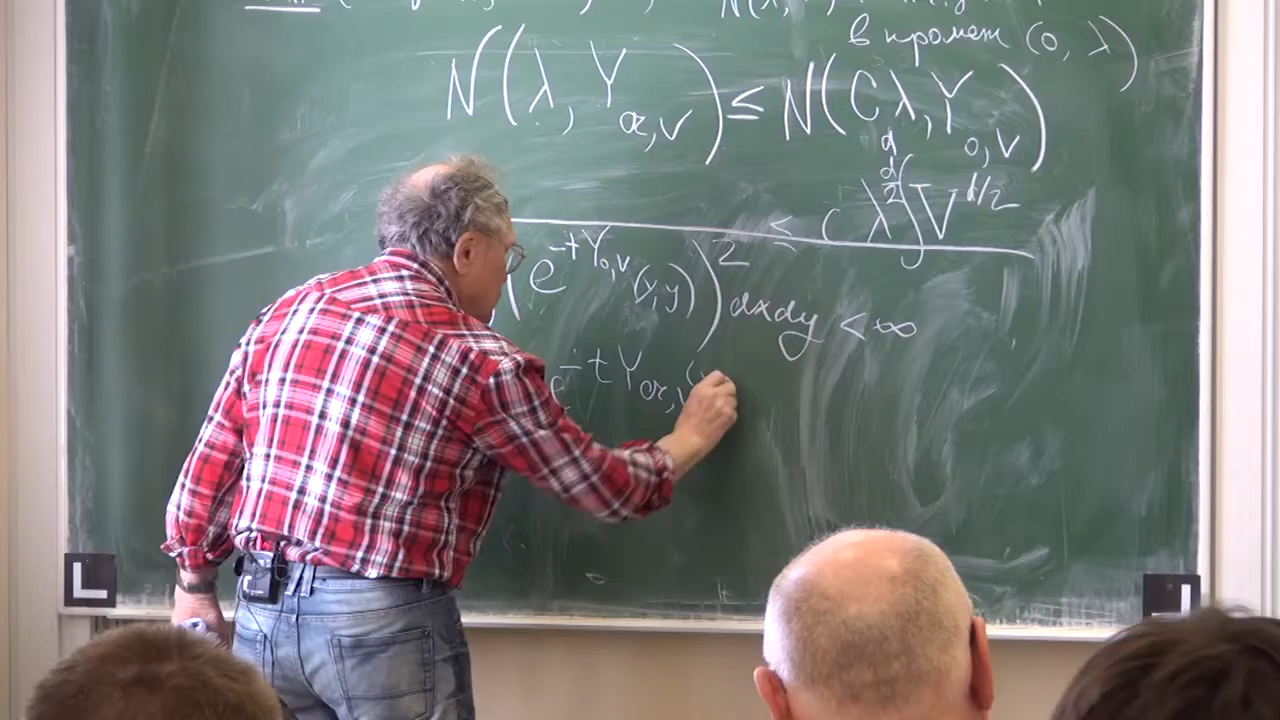 в промеж (0, λ)
N(λ, Y_{α,V}) ≤ N(Cλ, Y_{0,V})
≤ C λ^{d/2} ∫ V^{d/2}
(e^{-tY_{0,V}}(x,y))^2 dxdy < ∞
e^{-tY_{α,V}}(
L